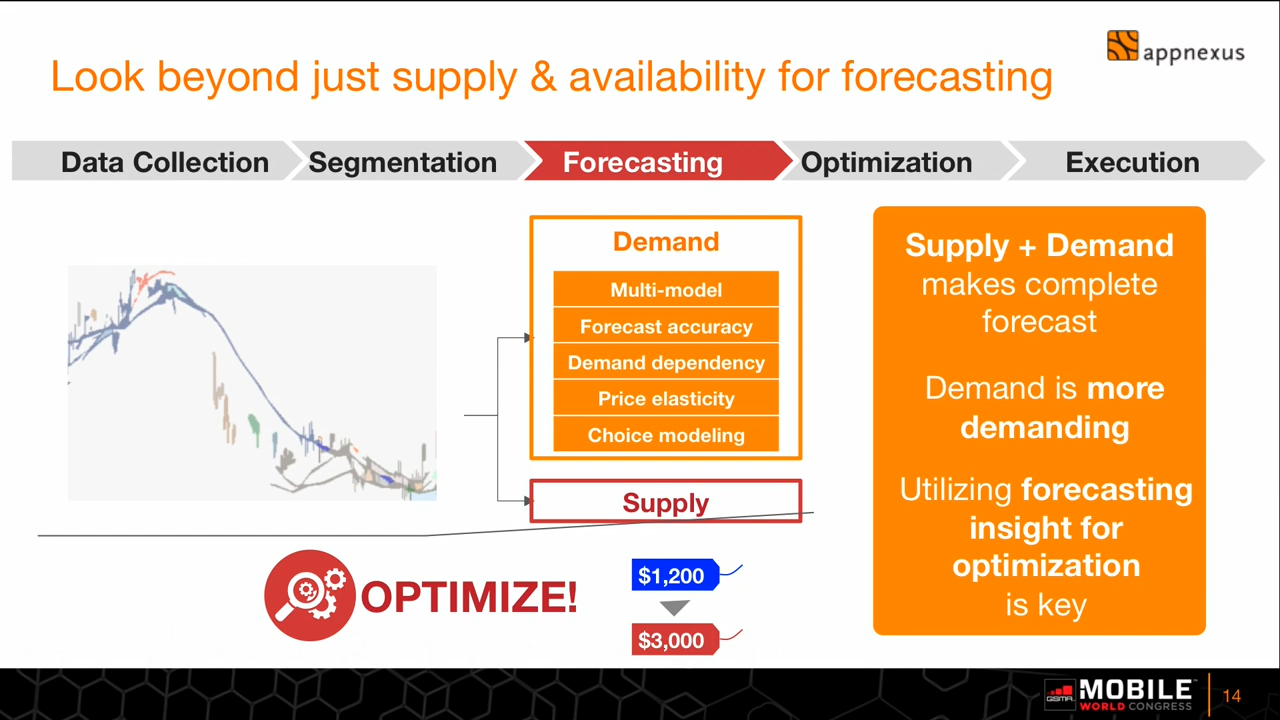 appnexus
Look beyond just supply & availability for forecasting
Data Collection
Segmentation
Forecasting
Optimization
Execution
Demand
Multi-model
Forecast accuracy
Demand dependency
Price elasticity
Choice modeling
Supply
Supply + Demand
makes complete
forecast
Demand is more
demanding
Utilizing forecasting
insight for
optimization
is key
OPTIMIZE!
$1,200
$3,000
GSMA
MOBILE
WORLD CONGRESS
14